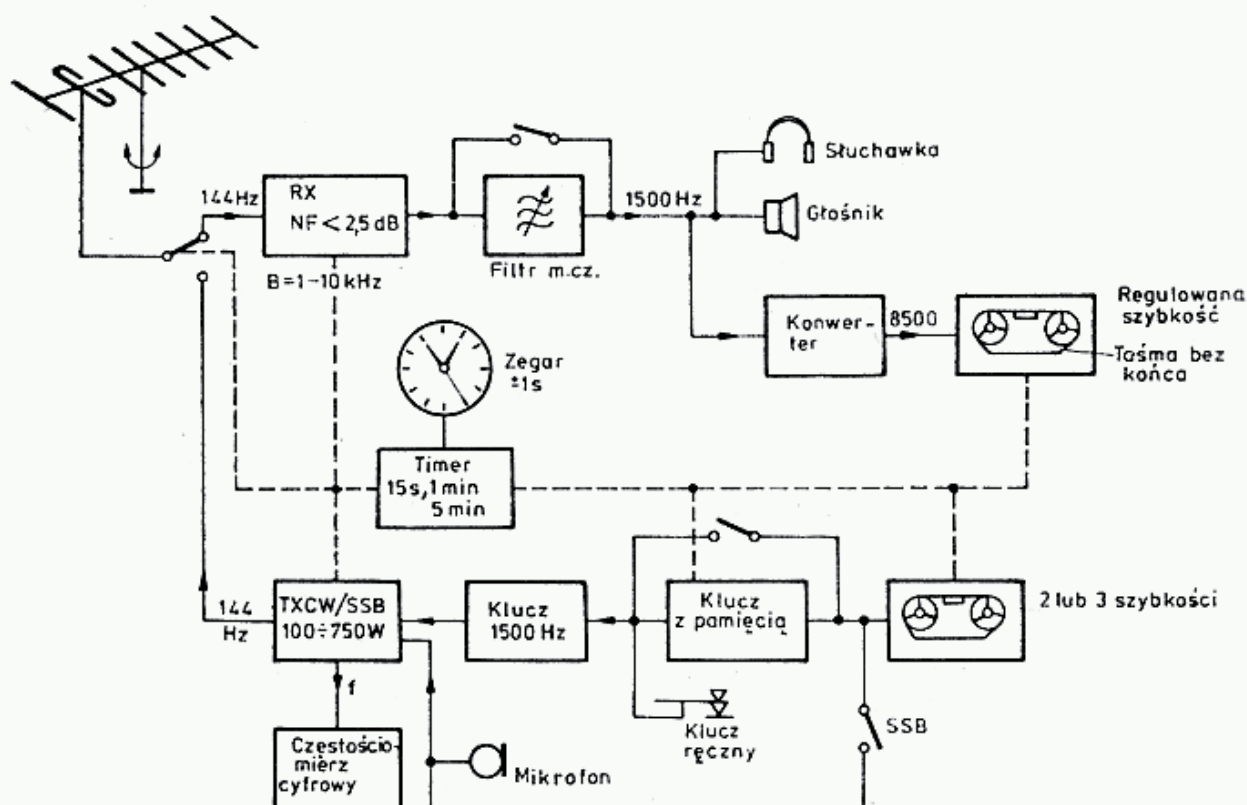 Słuchawka
144Hz
RX
NF < 2,5 dB
1500 Hz
Głośnik
B=1-10 kHz
Filtr m.cz.
Konwer-
ter
8500
Regulowana
szybkość
Taśma bez
końca
Zegar
±1s
Timer
15s, 1 min
5 min
144
Hz
TXCW/SSB
100÷750W
Klucz
1500 Hz
Klucz
z pamięcią
2 lub 3 szybkości
f
Klucz
ręczny
SSB
Częstościo-
mierz
cyfrowy
Mikrofon